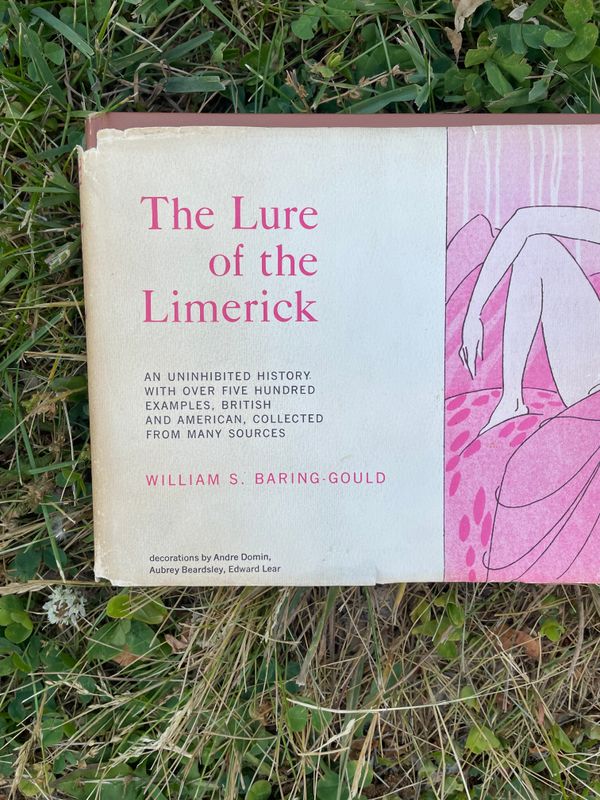 The Lure
of the
Limerick
AN UNINHIBITED HISTORY
WITH OVER FIVE HUNDRED
EXAMPLES, BRITISH
AND AMERICAN, COLLECTED
FROM MANY SOURCES
WILLIAM S. BARING-GOULD
decorations by Andre Domin,
Aubrey Beardsley, Edward Lear